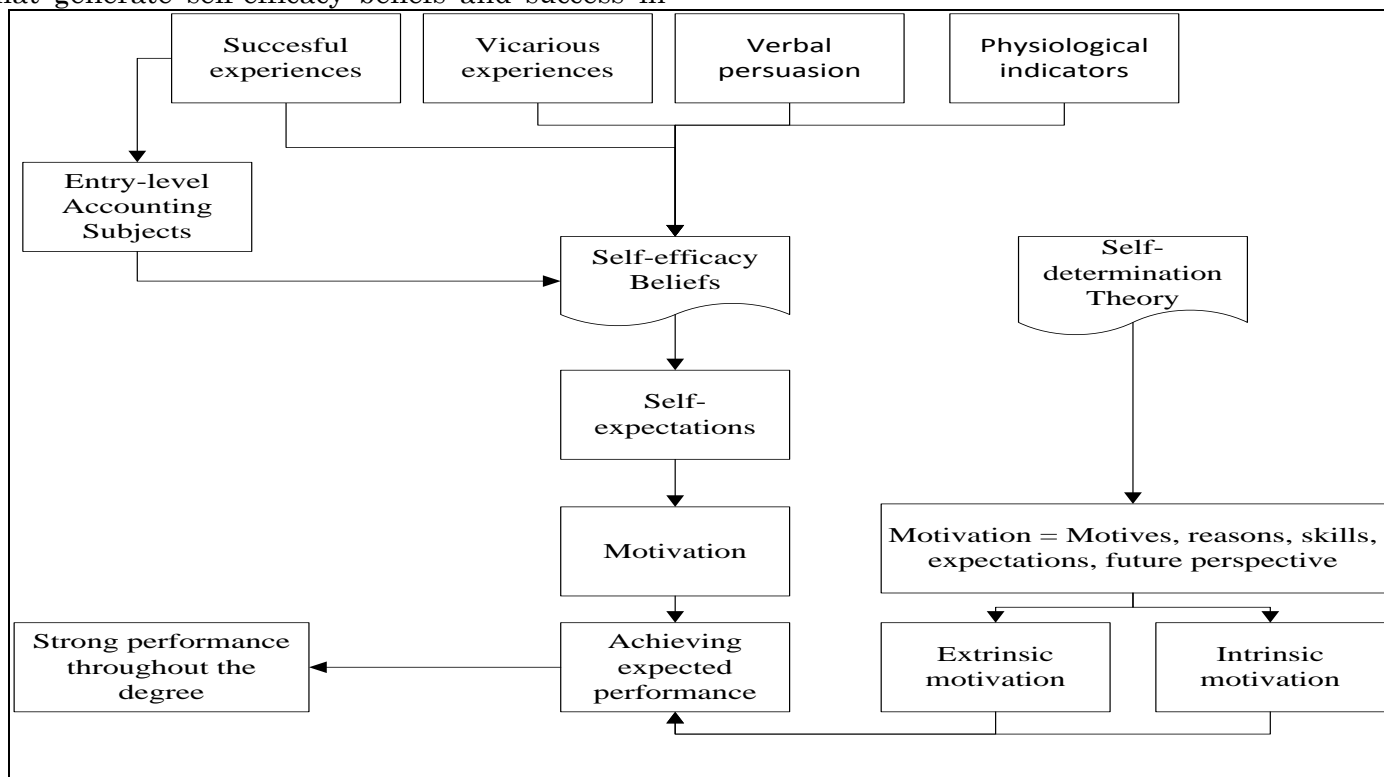 that generate self-efficacy beliefs and success in
Succesful
experiences
Vicarious
experiences
Verbal
persuasion
Physiological
indicators
Entry-level
Accounting
Subjects
Self-efficacy
Beliefs
Self-
determination
Theory
Self-
expectations
Motivation
Motivation = Motives, reasons, skills,
expectations, future perspective
Strong performance
throughout the
degree
Achieving
expected
performance
Extrinsic
motivation
Intrinsic
motivation